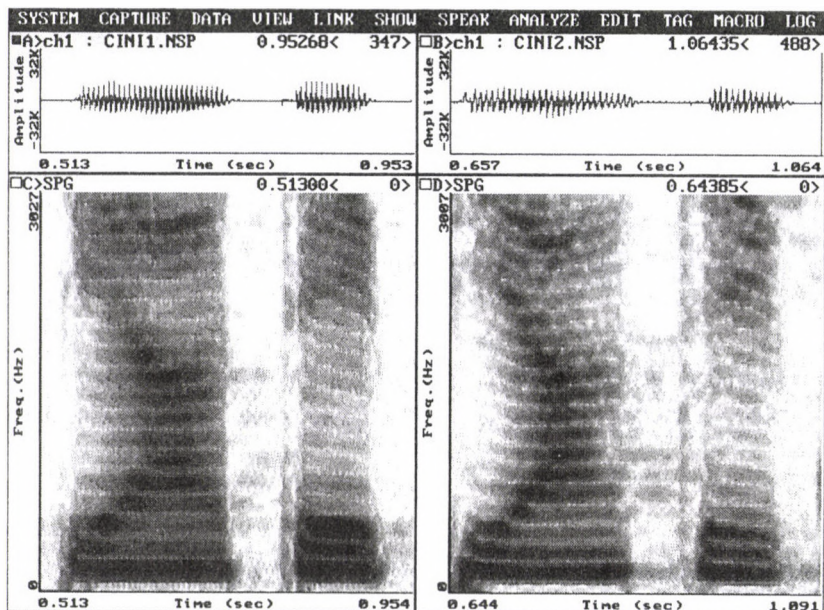 SYSTEM CAPTURE DATA VIEW LINK SHOW SPEAK ANALYZE EDIT TAG MACRO LOG
A>ch1 : CINI1.NSP 0.95268< 347>
B>ch1 : CINI2.NSP 1.06435< 488>
Amplitude
32K
-32K
0.513 Time (sec) 0.953
Amplitude
32K
-32K
0.657 Time (sec) 1.064
C>SPG 0.51300< 0>
D>SPG 0.64385< 0>
3027
Freq.(Hz)
0
0.513 Time (sec) 0.954
3007
Freq.(Hz)
0
0.644 Time (sec) 1.091